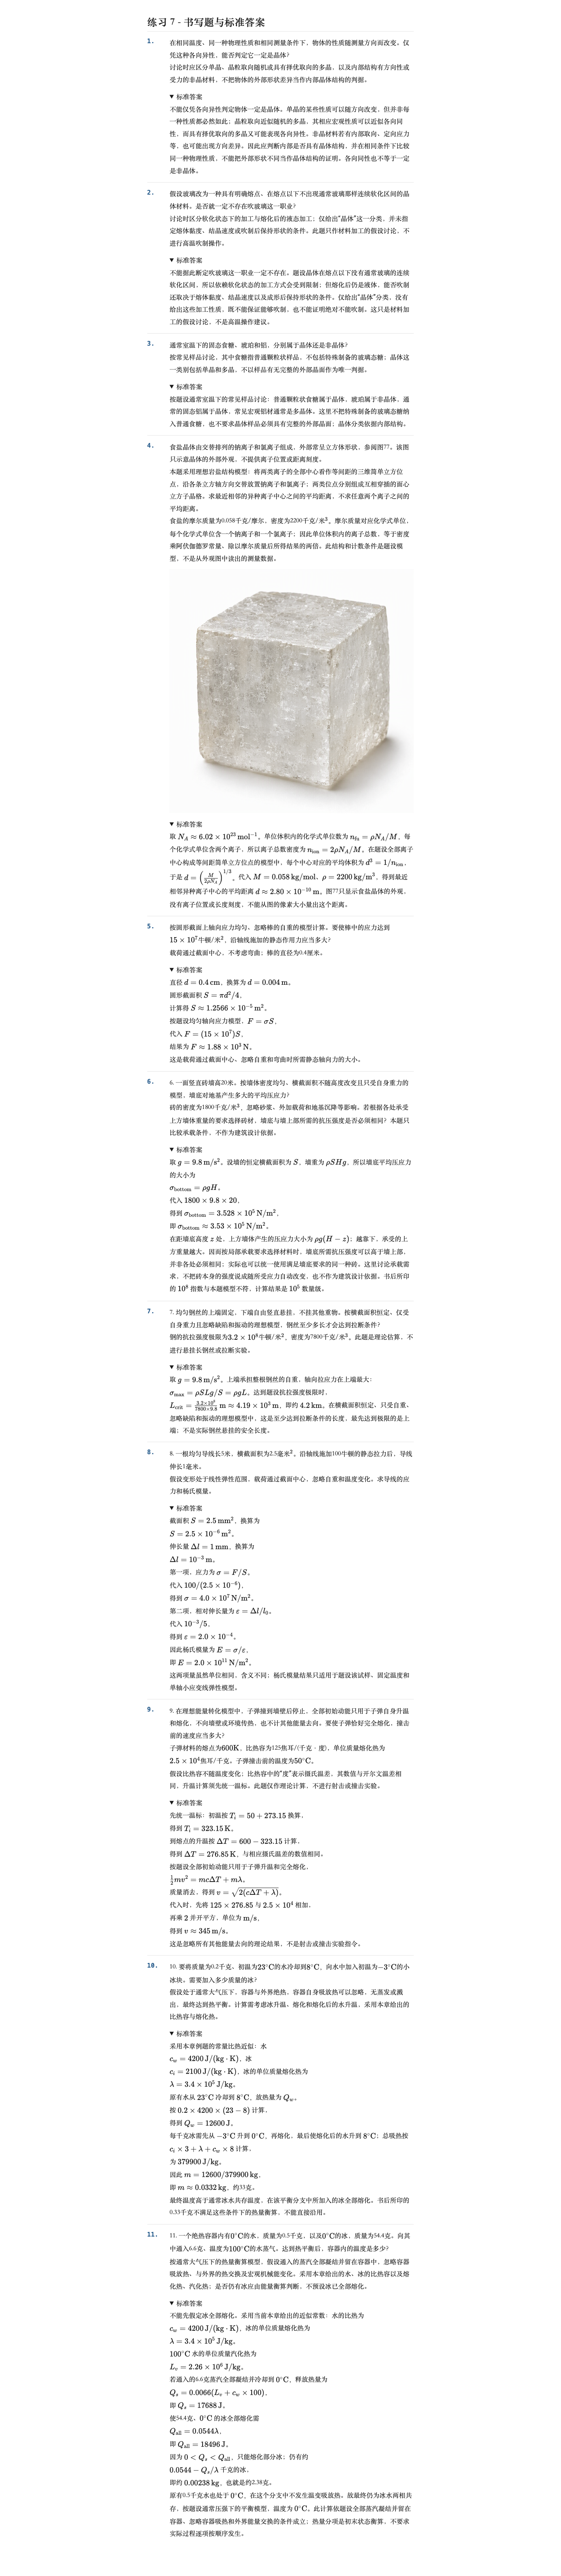 练习 7 - 书写题与标准答案
1.
在相同温度、同一种物理性质和相同测量条件下，物体的性质随测量方向而改变。仅
凭这种各向异性，能否判定它一定是晶体？
讨论时应区分单晶、晶粒取向随机或具有择优取向的多晶，以及内部结构有方向性或
受力的非晶材料，不把物体的外部形状差异当作内部晶体结构的判据。
▼ 标准答案
不能仅凭各向异性判定物体一定是晶体。单晶的某些性质可以随方向改变，但并非每
一种性质都必然如此；晶粒取向近似随机的多晶，其相应宏观性质可以近似各向同
性，而具有择优取向的多晶又可能表现各向异性。非晶材料若有内部取向、定向应力
等，也可能出现方向差异，因此应判断内部是否具有晶体结构，并在相同条件下比较
同一种物理性质，不能把外部形状不同当作晶体结构的证明。各向同性也不等于一定
是非晶体。
2.
假设玻璃改为一种具有明确熔点、在熔点以下不出现通常玻璃那样连续软化区间的晶
体材料。是否就一定不存在吹玻璃这一职业？
讨论时区分软化状态下的加工与熔化后的液态加工；仅给出“晶体”这一分类，并未指
定熔体黏度、结晶速度或吹制后保持形状的条件。此题只作材料加工的假设讨论，不
进行高温吹制操作。
▼ 标准答案
不能据此断定吹玻璃这一职业一定不存在。题设晶体在熔点以下没有通常玻璃的连续
软化区间，所以依赖软化状态的加工方式会受到限制；但熔化后仍是液体，能否吹制
还取决于熔体黏度、结晶速度以及成形后保持形状的条件。仅给出“晶体”分类，没有
给出这些加工性质，既不能保证能够吹制，也不能证明绝对不能吹制。这只是材料加
工的假设讨论，不是高温操作建议。
3.
通常室温下的固态食糖、琥珀和铝，分别属于晶体还是非晶体？
按常见样品讨论，其中食糖指普通颗粒状样品，不包括特殊制备的玻璃态糖；晶体这
一类别包括单晶和多晶，不以样品有无完整的外部晶面作为唯一判据。
▼ 标准答案
按题设通常室温下的常见样品讨论：普通颗粒状食糖属于晶体，琥珀属于非晶体，通
常的固态铝属于晶体，常见宏观铝材通常是多晶体。这里不把特殊制备的玻璃态糖纳
入普通食糖，也不要求晶体样品必须具有完整的外部晶面；晶体分类依据内部结构。
4.
食盐晶体由交替排列的钠离子和氯离子组成，外部常呈立方体形状，参阅图77。该图
只示意晶体的外部外观，不提供离子位置或距离刻度。
本题采用理想岩盐结构模型：将两类离子的全部中心看作等间距的三维简单立方位
点，沿各条立方轴方向交替放置钠离子和氯离子；两类位点分别组成互相穿插的面心
立方子晶格，求最近相邻的异种离子中心之间的平均距离，不求任意两个离子之间的
平均距离。
食盐的摩尔质量为0.058千克/摩尔，密度为2200千克/米³。摩尔质量对应化学式单位，
每个化学式单位含一个钠离子和一个氯离子；因此单位体积内的离子总数，等于密度
乘阿伏伽德罗常量、除以摩尔质量后所得结果的两倍。此结构和计数条件是题设模
型，不是从外观图中读出的测量数据。
▼ 标准答案
取 N_A ≈ 6.02 × 10²³ mol⁻¹。单位体积内的化学式单位数为 n_fu = ρN_A/M，每
个化学式单位含两个离子，所以离子总数密度为 n_ion = 2ρN_A/M。在题设全部离子
中心构成等间距简单立方位点的模型中，每个中心对应的平均体积为 d³ = 1/n_ion，
于是 d = (M/2ρN_A)^{1/3}。代入 M = 0.058 kg/mol、ρ = 2200 kg/m³，得到最近
相邻异种离子中心的平均距离 d ≈ 2.80 × 10⁻¹⁰ m。图77只显示食盐晶体的外观，
没有离子位置或长度刻度，不能从图的像素大小量出这个距离。
5.
按圆形截面上轴向应力均匀、忽略棒的自重的模型计算。要使棒中的应力达到
15 × 10⁷牛顿/米²，沿轴线施加的静态作用力应当多大？
载荷通过截面中心，不考虑弯曲；棒的直径为0.4厘米。
▼ 标准答案
直径 d = 0.4 cm，换算为 d = 0.004 m。
圆形截面积 S = πd²/4，
计算得 S ≈ 1.2566 × 10⁻⁵ m²。
按题设均匀轴向应力模型，F = σS，
代入 F = (15 × 10⁷)S，
结果为 F ≈ 1.88 × 10³ N。
这是载荷通过截面中心、忽略自重和弯曲时所需静态轴向力的大小。
6.
6. 一面竖直砖墙高20米。按墙体密度均匀、横截面积不随高度改变且只受自身重力的
模型，墙底对地基产生多大的平均压应力？
砖的密度为1800千克/米³，忽略砂浆、外加载荷和地基沉降等影响。若根据各处承受
上方墙体重量的要求选择砖材，墙底与墙上部所需的抗压强度是否必须相同？本题只
比较承载条件，不作为建筑设计依据。
▼ 标准答案
取 g = 9.8 m/s²。设墙的恒定横截面积为 S，墙重为 ρSHg，所以墙底平均压应力
的大小为
σ_bottom = ρgH，
代入 1800 × 9.8 × 20，
得到 σ_bottom = 3.528 × 10⁵ N/m²，
即 σ_bottom ≈ 3.53 × 10⁵ N/m²。
在距墙底高度 z 处，上方墙体产生的压应力大小为 ρg(H − z)；越靠下，承受的上
方重量越大。因而按局部承载要求选择材料时，墙底所需抗压强度可以高于墙上部，
并非各处必须相同；实际也可以统一使用满足墙底要求的同一种砖。这里讨论承载需
求，不把砖本身的强度说成随所受应力自动改变，也不作为建筑设计依据。书后所印
的 10⁶ 指数与本题模型不符，计算结果是 10⁵ 数量级。
7.
7. 均匀钢丝的上端固定，下端自由竖直悬挂，不挂其他重物。按横截面积恒定、仅受
自身重力且忽略缺陷和振动的理想模型，钢丝至少多长才会达到拉断条件？
钢的抗拉强度极限为3.2 × 10⁸牛顿/米²，密度为7800千克/米³。此题是理论估算，不
进行悬挂长钢丝或拉断实验。
▼ 标准答案
取 g = 9.8 m/s²。上端承担整根钢丝的自重，轴向拉应力在上端最大：
σ_max = ρSLg/S = ρgL。达到题设抗拉强度极限时，
L_crit = 3.2×10⁸/(7800×9.8) m ≈ 4.19 × 10³ m，即约 4.2 km。在横截面积恒定、只受自重、
忽略缺陷和振动的理想模型中，这是至少达到拉断条件的长度，最先达到极限的是上
端；不是实际钢丝悬挂的安全长度。
8.
8. 一根均匀导线长5米，横截面积为2.5毫米²。沿轴线施加100牛顿的静态拉力后，导线
伸长1毫米。
假设变形处于线性弹性范围，载荷通过截面中心，忽略自重和温度变化。求导线的应
力和杨氏模量。
▼ 标准答案
截面积 S = 2.5 mm²，换算为
S = 2.5 × 10⁻⁶ m²。
伸长量 Δl = 1 mm，换算为
Δl = 10⁻³ m。
第一项，应力为 σ = F/S，
代入 100/(2.5 × 10⁻⁶)，
得到 σ = 4.0 × 10⁷ N/m²。
第二项，相对伸长量为 ε = Δl/l₀，
代入 10⁻³/5，
得到 ε = 2.0 × 10⁻⁴。
因此杨氏模量为 E = σ/ε，
即 E = 2.0 × 10¹¹ N/m²。
这两项量虽然单位相同，含义不同；杨氏模量结果只适用于题设该试样、固定温度和
单轴小应变线弹性模型。
9.
9. 在理想能量转化模型中，子弹撞到墙壁后停止，全部初始动能只用于子弹自身升温
和熔化，不向墙壁或环境传热，也不计其他能量去向。要使子弹恰好完全熔化，撞击
前的速度应当多大？
子弹材料的熔点为600K，比热容为125焦耳/(千克・度)，单位质量熔化热为
2.5 × 10⁴焦耳/千克。子弹撞击前的温度为50°C。
假设比热容不随温度变化；比热容中的“度”表示摄氏温差，其数值与开尔文温差相
同，升温计算须先统一温标。此题仅作理论计算，不进行射击或撞击实验。
▼ 标准答案
先统一温标：初温按 T_i = 50 + 273.15 换算，
得到 T_i = 323.15 K。
到熔点的升温按 ΔT = 600 − 323.15 计算，
得到 ΔT = 276.85 K，与相应摄氏温差的数值相同。
按题设全部初始动能只用于子弹升温和完全熔化，
½mv² = mcΔT + mλ。
质量消去，得到 v = √2(cΔT + λ)。
代入时，先将 125 × 276.85 与 2.5 × 10⁴ 相加，
再乘 2 并开平方，单位为 m/s，
得到 v ≈ 345 m/s。
这是忽略所有其他能量去向的理论结果，不是射击或撞击实验指令。
10.
10. 要将质量为0.2千克、初温为23°C的水冷却到8°C，向水中加入初温为−3°C的小
冰块，需要加入多少质量的冰？
假设处于通常大气压下，容器与外界绝热，容器自身吸放热可以忽略，无蒸发或溅
出，最终达到热平衡。计算需考虑冰升温、熔化和熔化后的水升温，采用本章给出的
比热容与熔化热。
▼ 标准答案
采用本章例题的常量比热近似：水
c_w = 4200 J/(kg · K)，冰
c_i = 2100 J/(kg · K)，冰的单位质量熔化热为
λ = 3.4 × 10⁵ J/kg。
原有水从 23°C 冷却到 8°C，放热量为 Q_w。
按 0.2 × 4200 × (23 − 8) 计算，
得到 Q_w = 12600 J。
每千克冰需先从 −3°C 升到 0°C，再熔化，最后使熔化后的水升到 8°C；总吸热按
c_i × 3 + λ + c_w × 8 计算，
为 379900 J/kg。
因此 m = 12600/379900 kg，
即 m ≈ 0.0332 kg，约33克。
最终温度高于通常冰水共存温度，在该平衡分支中所加入的冰全部熔化。书后所印的
0.33千克不满足这些条件下的热量衡算，不能直接沿用。
11.
11. 一个绝热容器内有0°C的水，质量为0.5千克，以及0°C的冰，质量为54.4克。向其
中通入6.6克、温度为100°C的水蒸气。达到热平衡后，容器内的温度是多少？
按通常大气压下的热量衡算模型，假设通入的蒸汽全部凝结并留在容器中，忽略容器
吸放热、与外界的热交换及宏观机械能变化。采用本章给出的水、冰的比热容以及熔
化热、汽化热；是否仍有冰应由能量衡算判断，不预设冰已全部熔化。
▼ 标准答案
不能先假定冰全部熔化。采用当前本章给出的近似常数：水的比热为
c_w = 4200 J/(kg · K)，冰的单位质量熔化热为
λ = 3.4 × 10⁵ J/kg，
100°C 水的单位质量汽化热为
L_v = 2.26 × 10⁶ J/kg。
若通入的6.6克蒸汽全部凝结并冷却到 0°C，释放热量为
Q_s = 0.0066(L_v + c_w × 100)，
即 Q_s = 17688 J。
使54.4克、0°C 的冰全部熔化需
Q_all = 0.0544λ，
即 Q_all = 18496 J。
因为 0 < Q_s < Q_all，只能熔化部分冰；仍有约
0.0544 − Q_s/λ 千克的冰，
即约 0.00238 kg，也就是约2.38克。
原有0.5千克水也处于 0°C，在这个分支中不发生温变吸放热。故最终仍为冰水两相共
存，按题设通常压强下的平衡模型，温度为 0°C。此计算依题设全部蒸汽凝结并留在
容器、忽略容器吸热和外界能量交换的条件成立；热量分项是初末状态衡算，不要求
实际过程逐项按顺序发生。